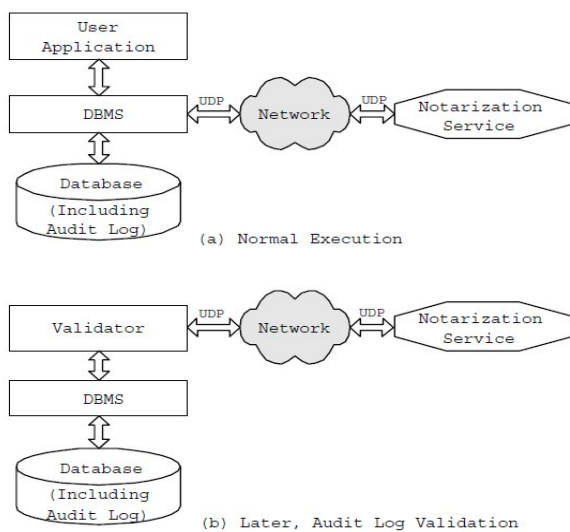 User
Application
DBMS
UDP
Network
UDP
Notarization
Service
Database
(Including
Audit Log)
(a) Normal Execution
Validator
UDP
Network
UDP
Notarization
Service
DBMS
Database
(Including
Audit Log)
(b) Later, Audit Log Validation